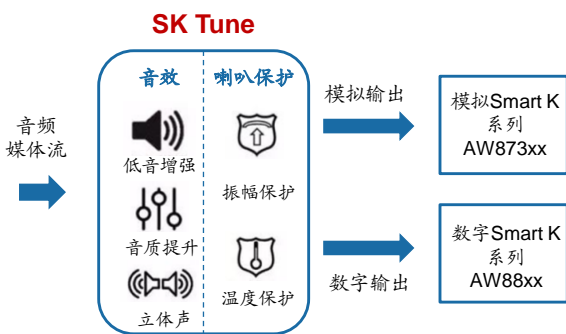 SK Tune
音频
媒体流
音效
低音增强
音质提升
立体声
喇叭保护
振幅保护
温度保护
模拟输出
数字输出
模拟Smart K
系列
AW873xx
数字Smart K
系列
AW88xx